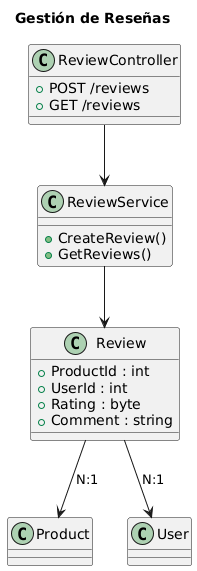 Gestión de Reseñas
C ReviewController
POST /reviews
GET /reviews
C ReviewService
CreateReview()
GetReviews()
C Review
ProductId : int
UserId : int
Rating : byte
Comment : string
N:1 N:1
C Product C User